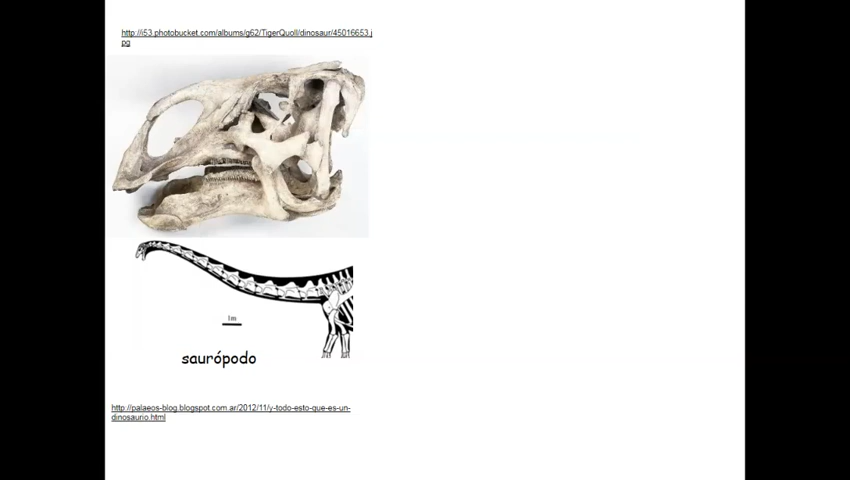 http://i53.photobucket.com/albums/g62/TigerQuoll/dinosaur/45016653.j
pg
1m
saurópodo
http://palaeos-blog.blogspot.com.ar/2012/11/y-todo-esto-que-es-un-
dinosaurio.html